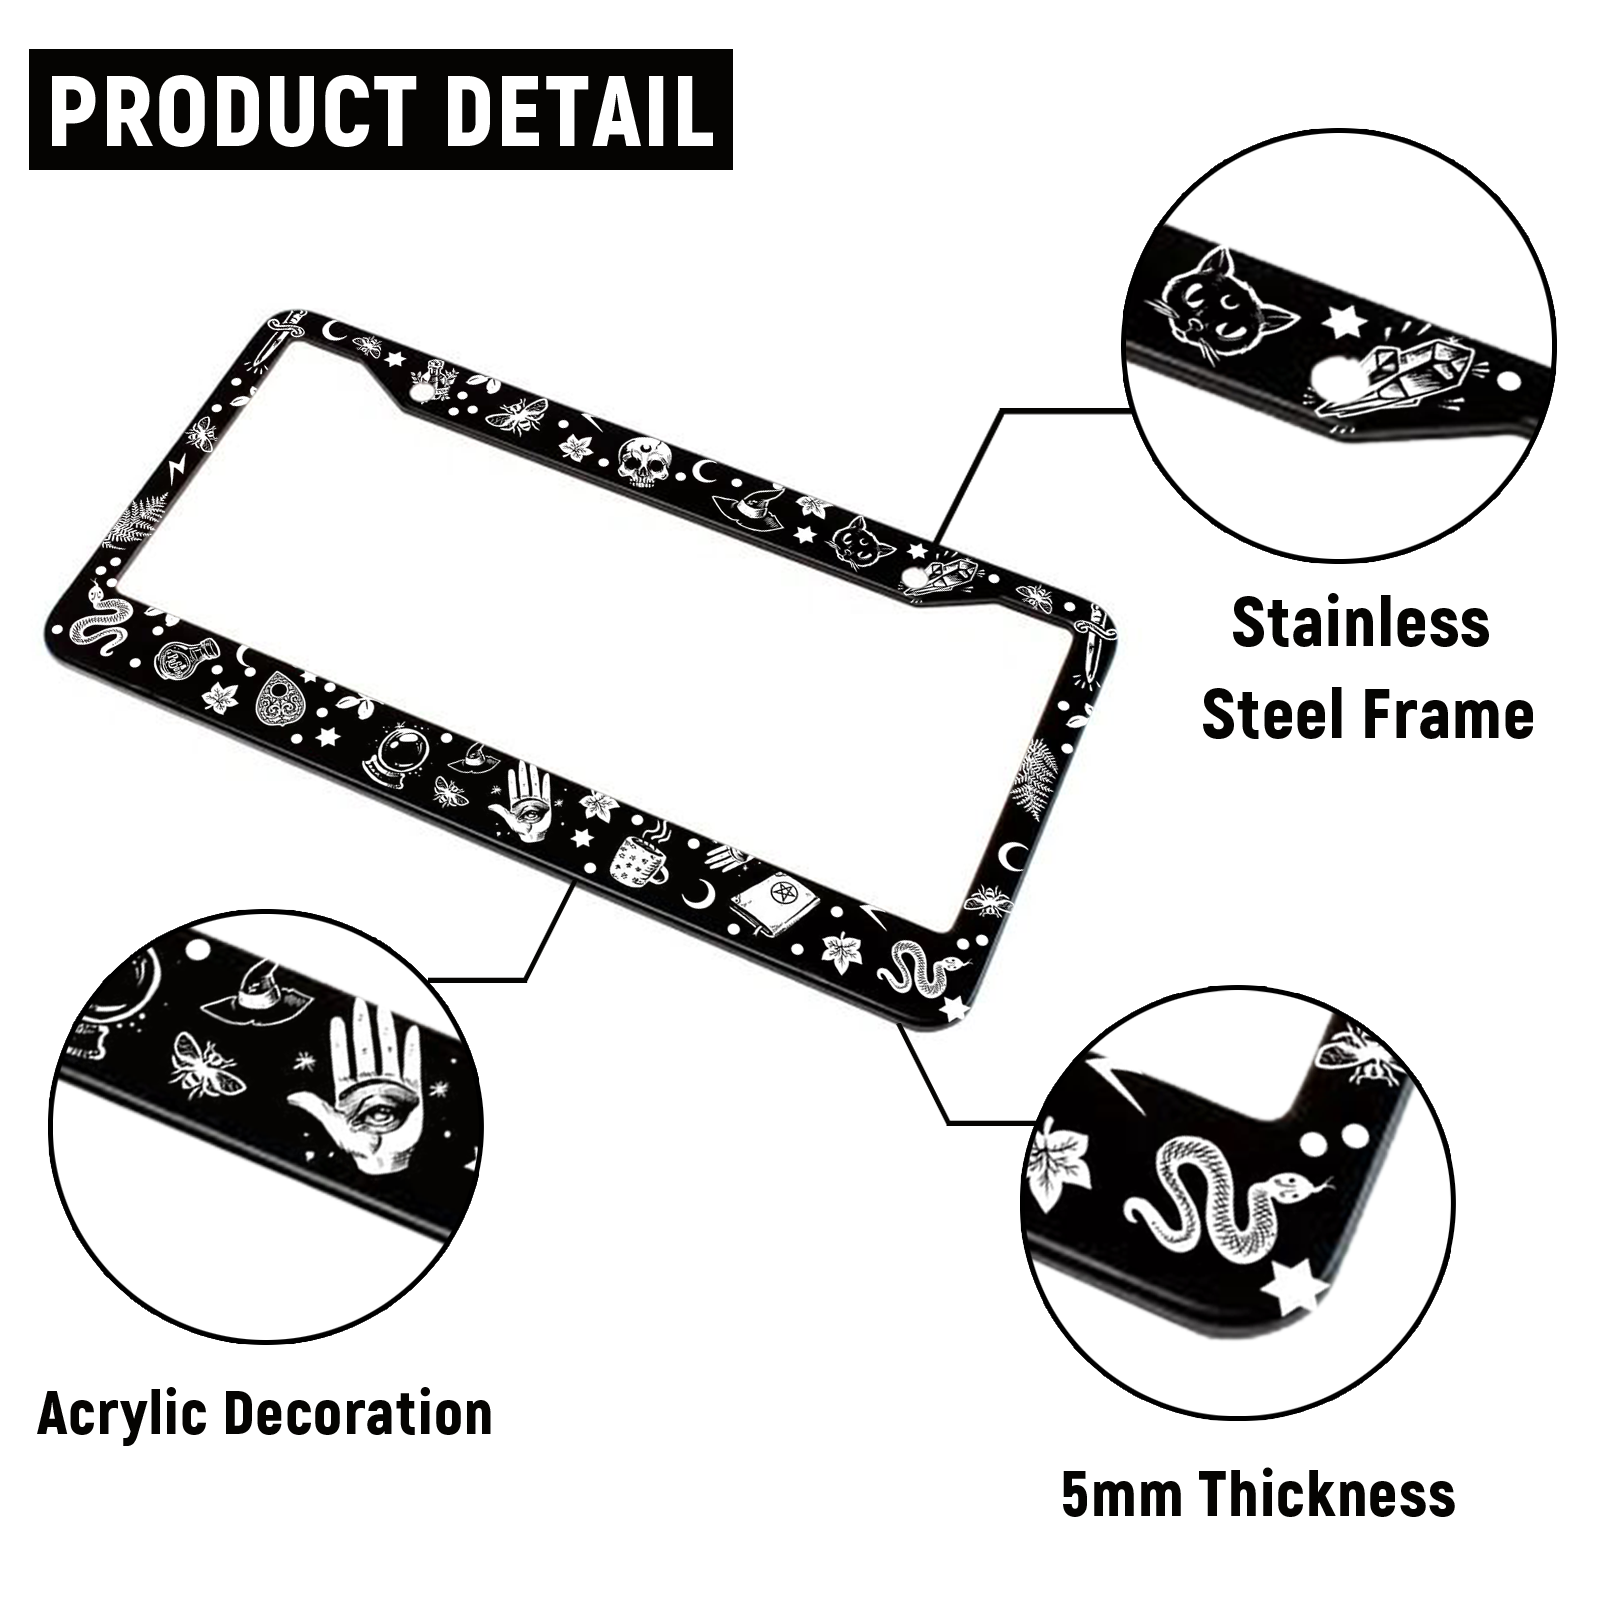 PRODUCT DETAIL
Stainless
Steel Frame
Acrylic Decoration
5mm Thickness